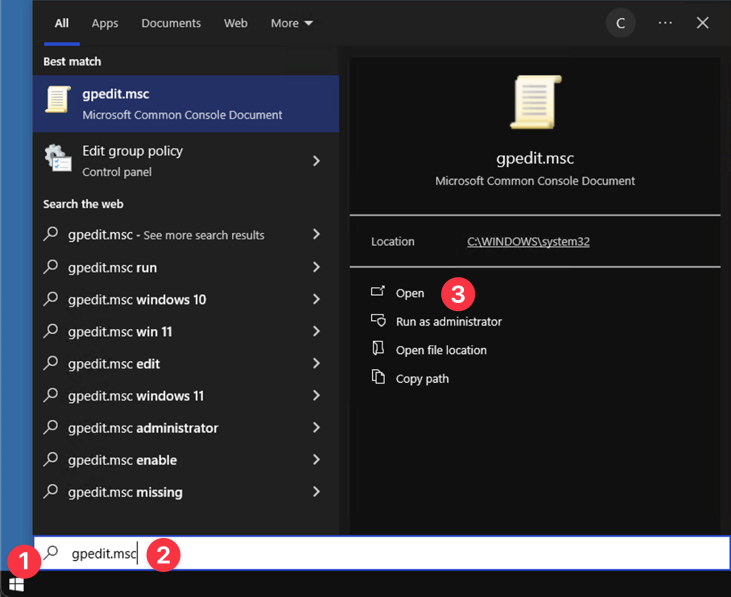 All Apps Documents Web More C
Best match
gpedit.msc
Microsoft Common Console Document
Edit group policy
Control panel
Search the web
gpedit.msc - See more search results
gpedit.msc run
gpedit.msc windows 10
gpedit.msc win 11
gpedit.msc edit
gpedit.msc windows 11
gpedit.msc administrator
gpedit.msc enable
gpedit.msc missing
gpedit.msc
Microsoft Common Console Document
Location C:\WINDOWS\system32
Open 3
Run as administrator
Open file location
Copy path
1 gpedit.msc 2